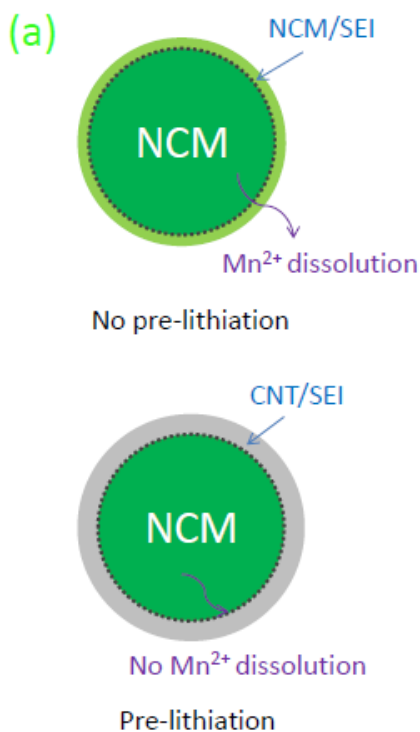 (a)
NCM/SEI
NCM
Mn²⁺ dissolution
No pre-lithiation
CNT/SEI
NCM
No Mn²⁺ dissolution
Pre-lithiation